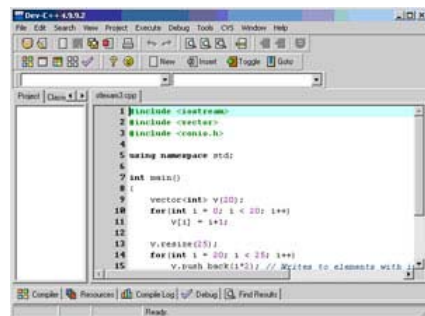 Dev-C++ 4.9.9.2
File Edit Search View Project Execute Debug Tools CVS Window Help
New Insert Toggle Goto
Project Class
1 #include <iostream>
2 #include <vector>
3 #include <conio.h>
4
5 using namespace std;
6
7 int main()
8 {
9 vector<int> v(20);
10 for(int i = 0; i < 20; i++)
11 v[i] = i+1;
12
13 v.resize(25);
14 for(int i = 20; i < 25; i++)
15 v.push_back(i*2); // Writes to elements with
Compiler Resources Compile Log Debug Find Results
Ready.